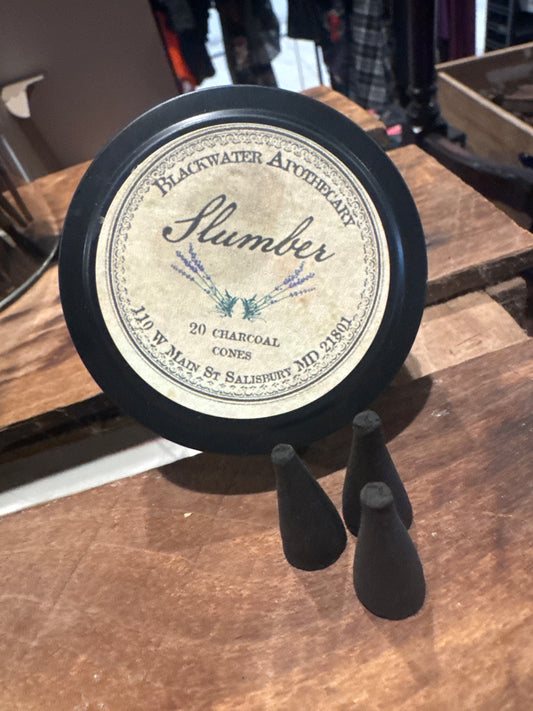 Blackwater Apothecary
Slumber
20 Charcoal
Cones
110 W Main St Salisbury MD 21801